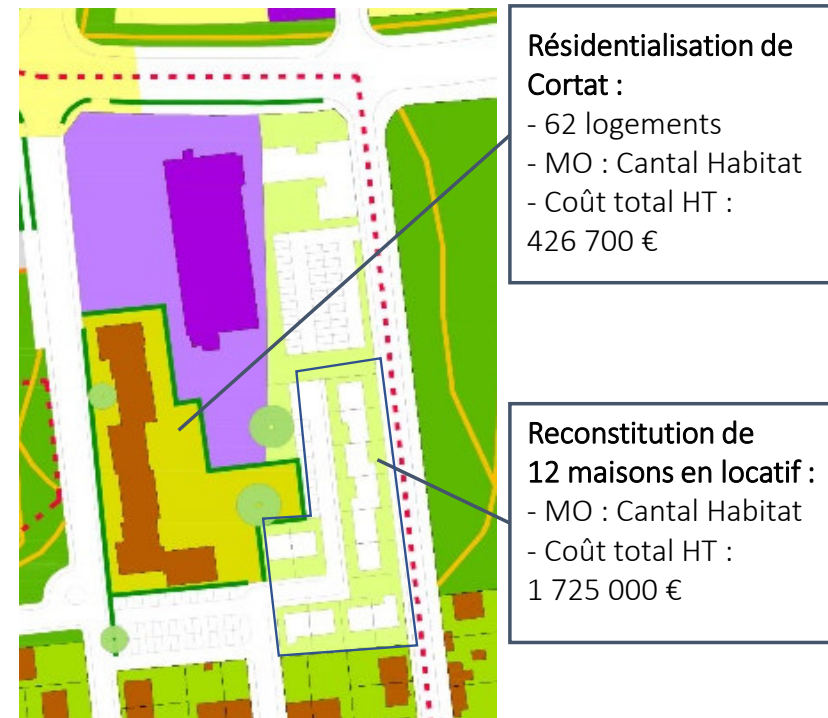 Résidentialisation de
Cortat :
- 62 logements
- MO : Cantal Habitat
- Coût total HT :
426 700 €
Reconstitution de
12 maisons en locatif :
- MO : Cantal Habitat
- Coût total HT :
1 725 000 €